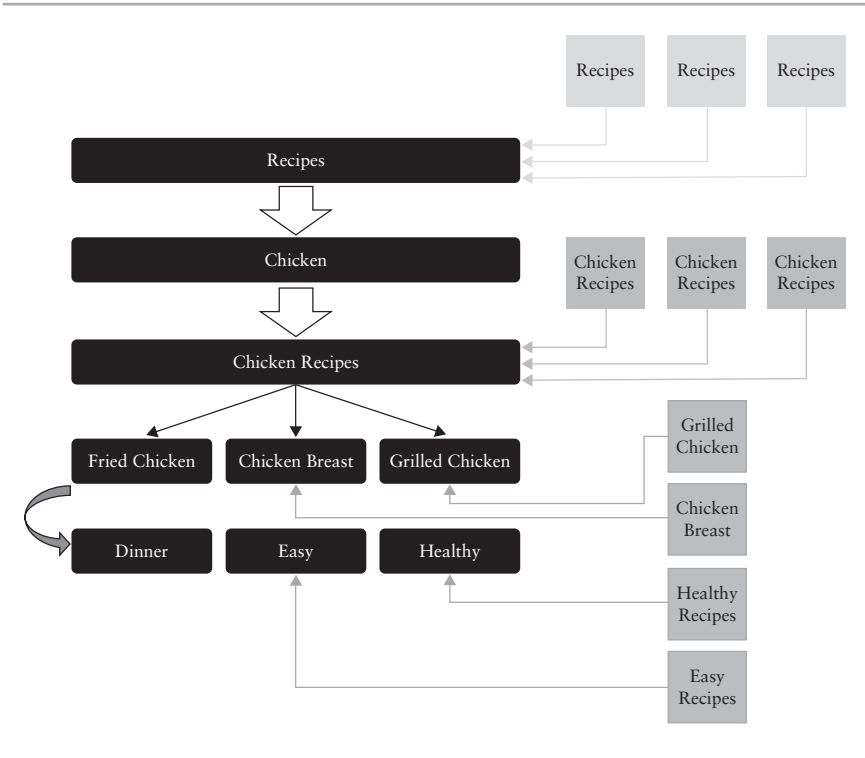 Recipes
Recipes
Recipes
Recipes
Chicken
Chicken
Recipes
Chicken
Recipes
Chicken
Recipes
Chicken Recipes
Grilled
Chicken
Fried Chicken
Chicken Breast
Grilled Chicken
Chicken
Breast
Dinner
Easy
Healthy
Healthy
Recipes
Easy
Recipes